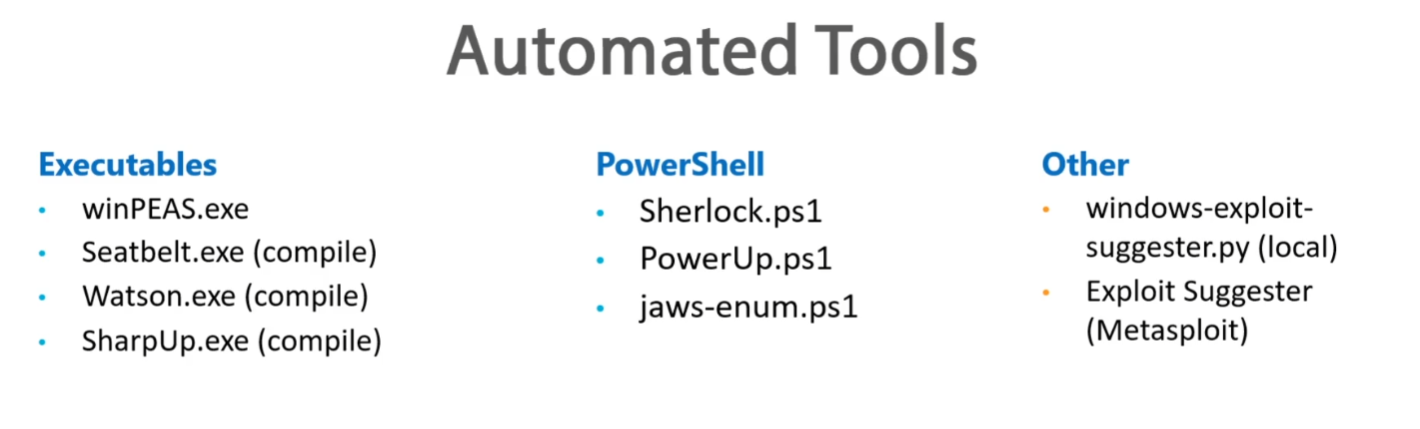 Automated Tools
Executables
winPEAS.exe
Seatbelt.exe (compile)
Watson.exe (compile)
SharpUp.exe (compile)
PowerShell
Sherlock.ps1
PowerUp.ps1
jaws-enum.ps1
Other
windows-exploit-
suggester.py (local)
Exploit Suggester
(Metasploit)